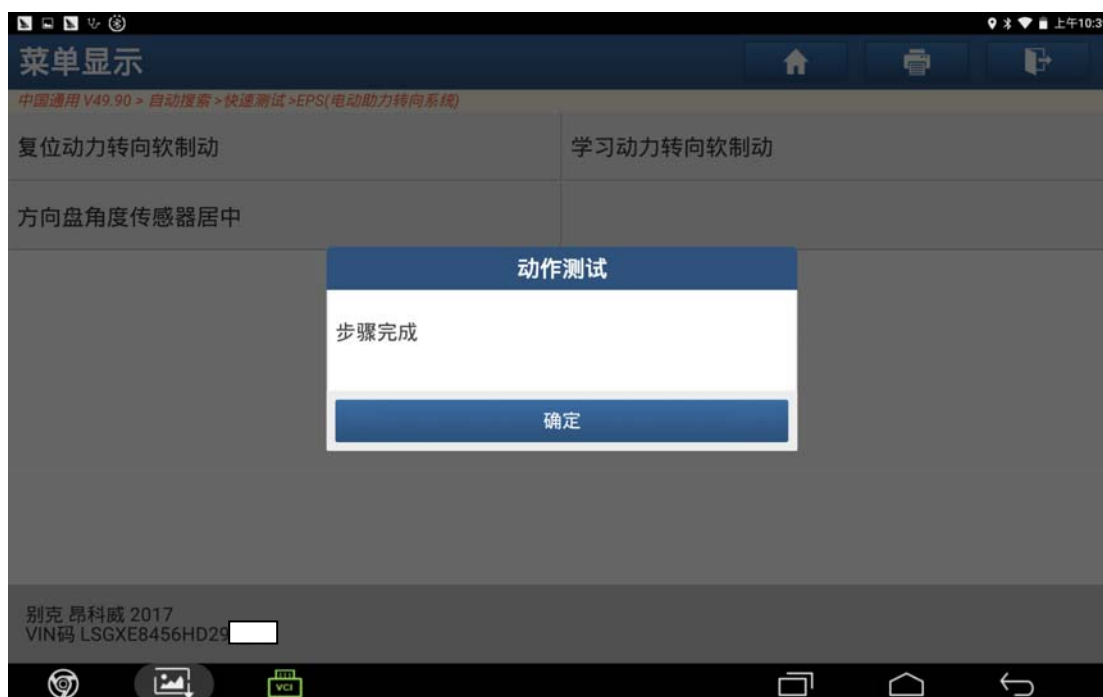 上午10:3
菜单显示
中国通用 V49.90 > 自动搜索 > 快速测试 >EPS(电动助力转向系统)
复位动力转向软制动
学习动力转向软制动
方向盘角度传感器居中
动作测试
步骤完成
确定
别克 昂科威 2017
VIN码 LSGXE8456HD29
VCI